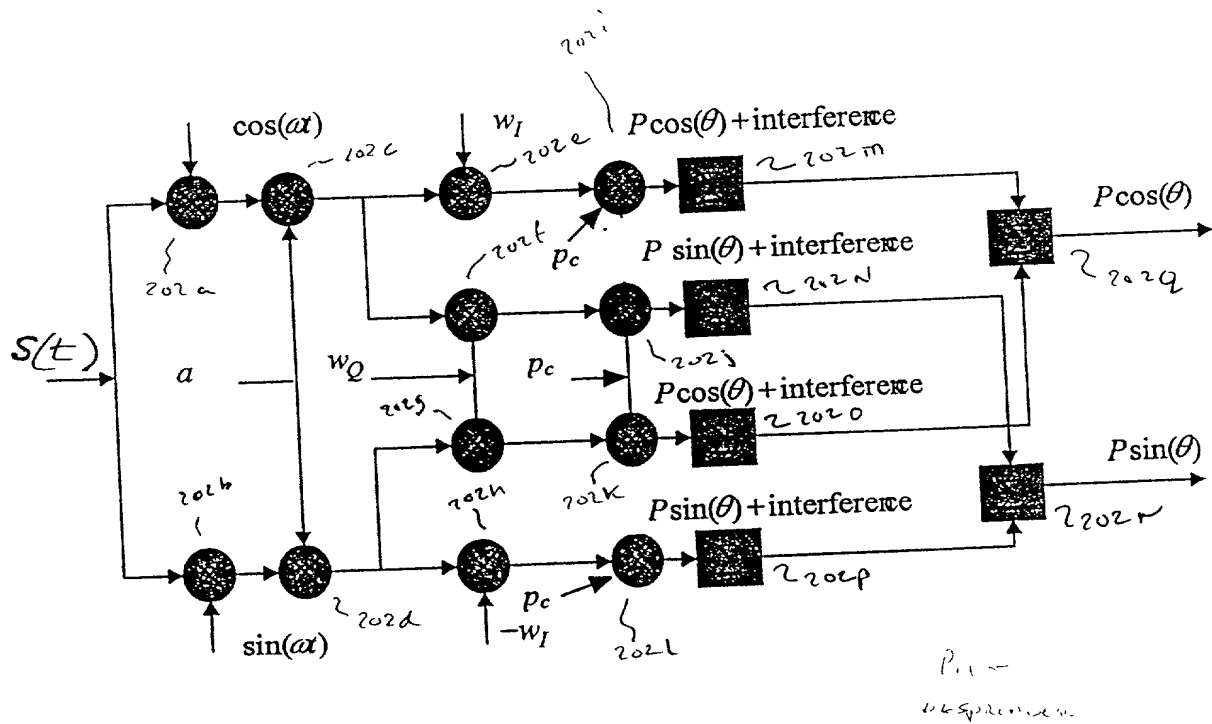 202i
cos(ωt)
w_I
P cos(θ) + interference
202c
202e
202m
P cos(θ)
202f
p_c
P sin(θ) + interference
202a
202N
202Q
S(t)
a
w_Q
p_c
202j
202g
P cos(θ) + interference
202O
P sin(θ)
202b
202h
202k
P sin(θ) + interference
202r
202p
p_c
202d
sin(ωt)
-w_I
202l